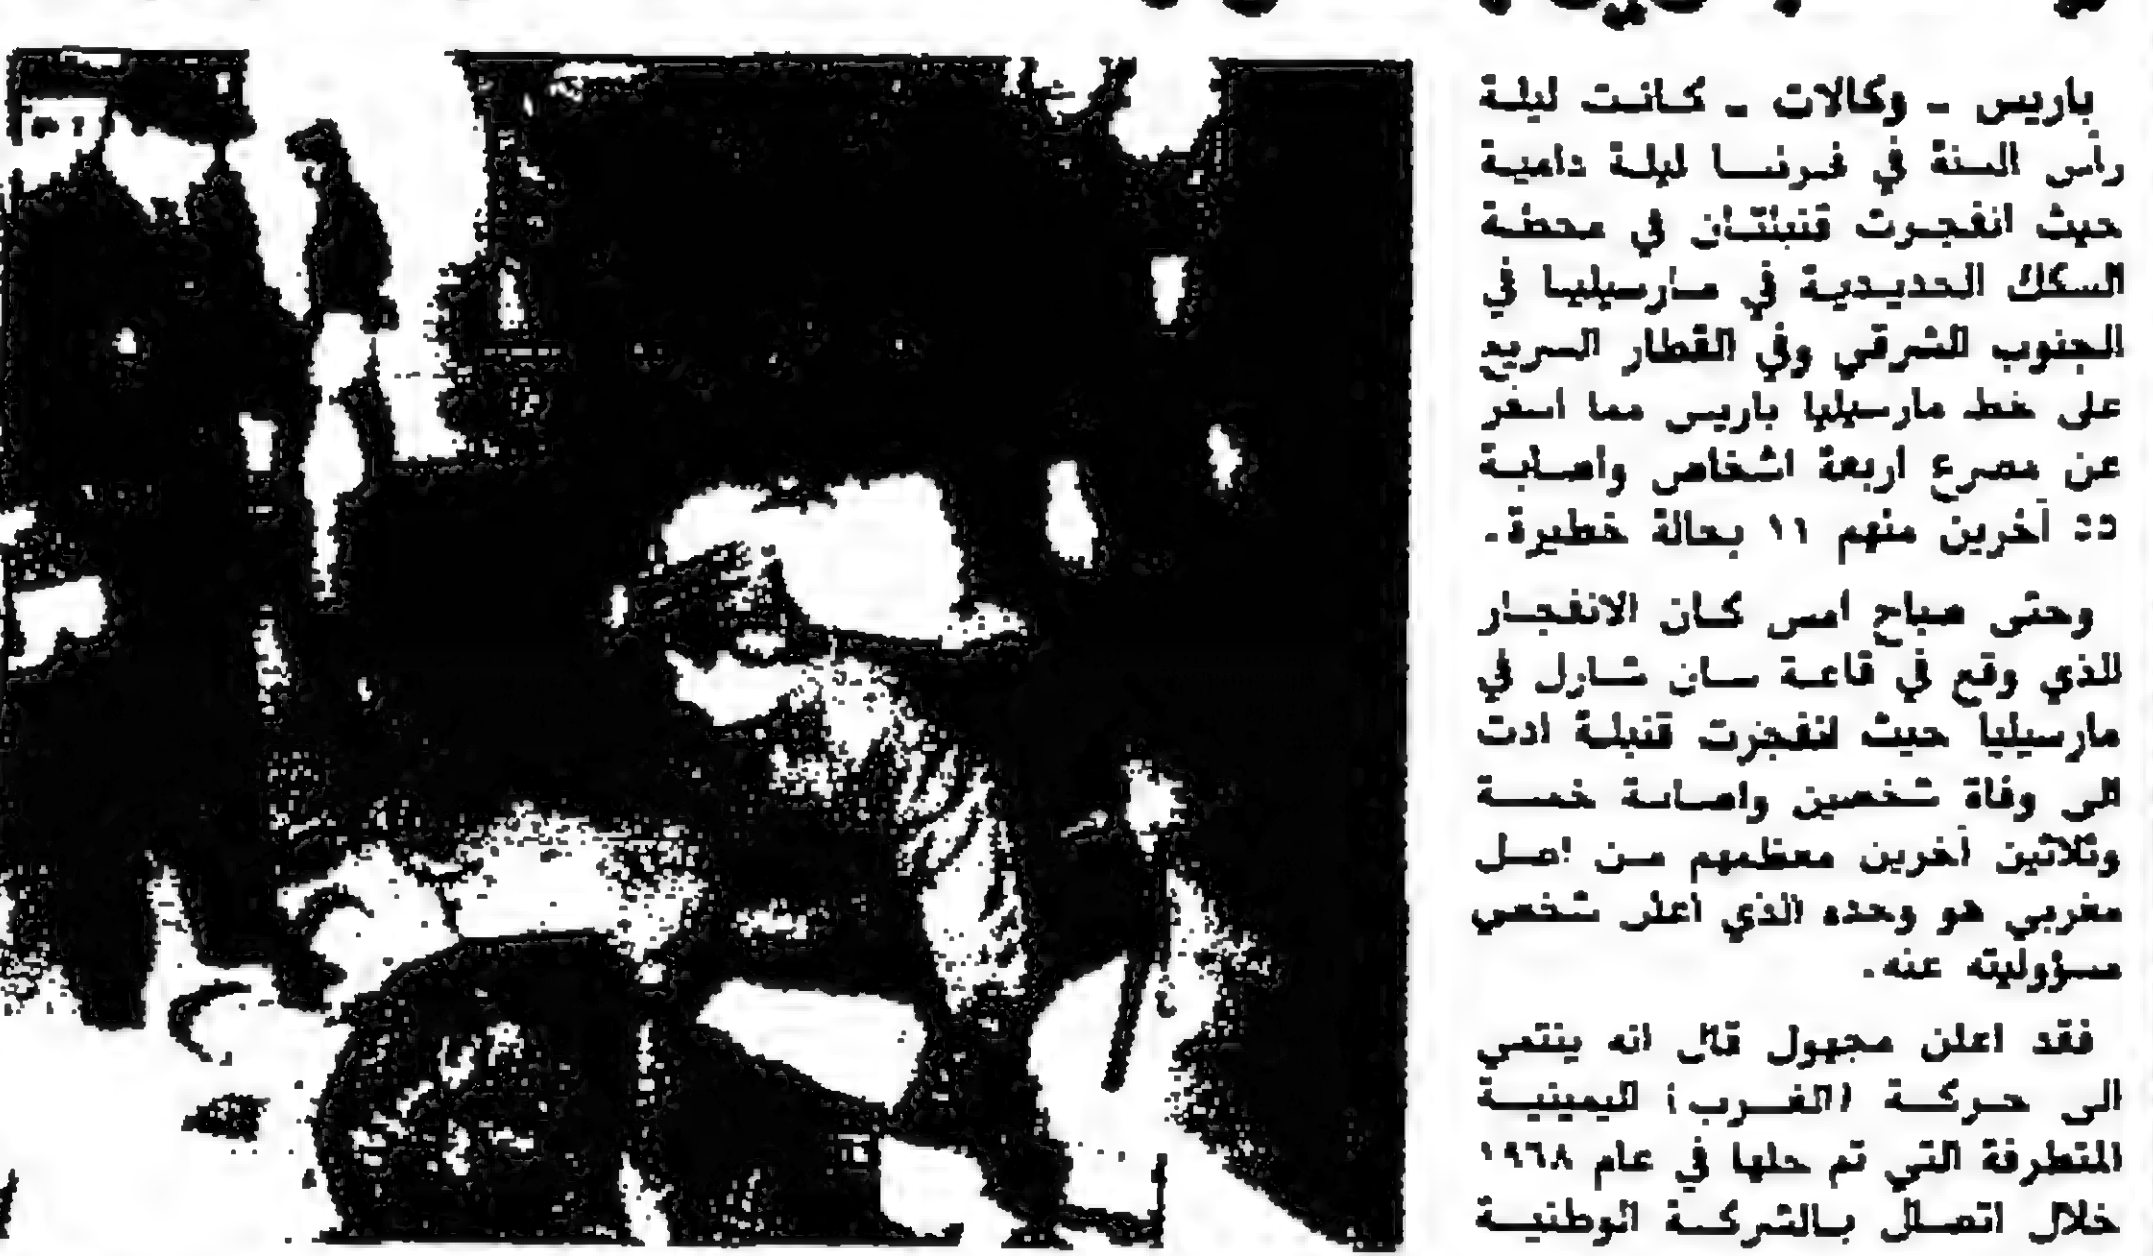 باريس - وكالات - كانت ليلة
رأس السنة في فرنسا ليلة دامية
حيث انفجرت قنبلتان في محطة
السكك الحديدية في مارسيليا في
الجنوب الشرقي وفي القطار السريع
على خط مارسيليا باريس مما اسفر
عن مصرع اربعة اشخاص واصابة
٥٥ آخرين منهم ١١ بحالة خطيرة.
وحتى صباح امس كان الانفجار
الذي وقع في قاعة سان شارل في
مارسيليا حيث انفجرت قنبلة ادت
الى وفاة شخصين واصابة خمسة
وثلاثين آخرين معظمهم من اصل
مغربي هو وحده الذي اعلن شخص
مسؤوليته عنه.
فقد اعلن مجهول قال انه ينتمي
الى حركة (الغرب) اليمينية
المتطرفة التي تم حلها في عام ١٩٦٨
خلال اتصال بالشركة الوطنية